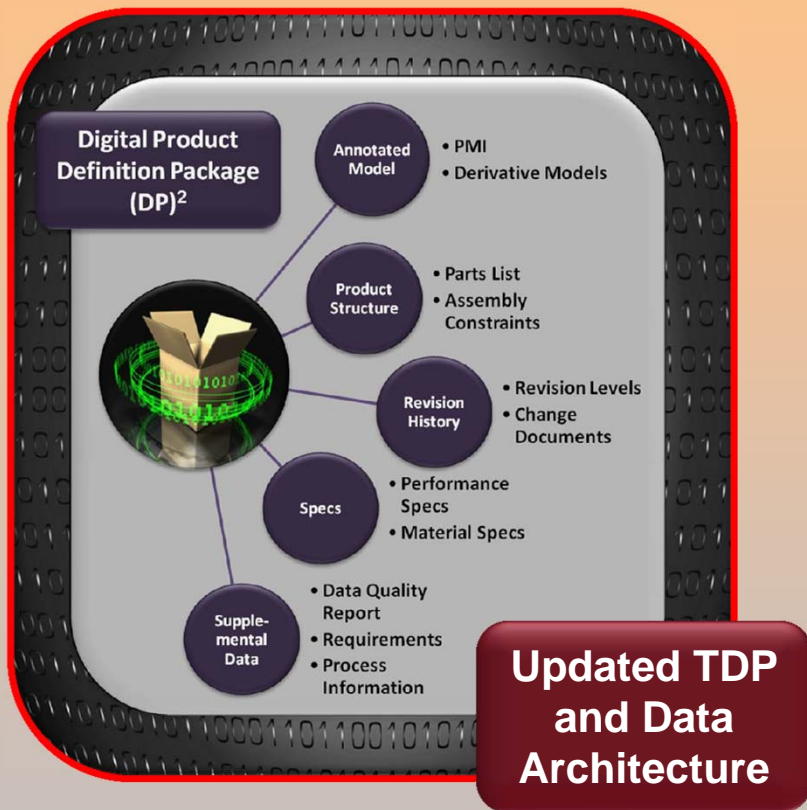 Digital Product
Definition Package
(DP)²
Annotated
Model
• PMI
• Derivative Models
Product
Structure
• Parts List
• Assembly
Constraints
Revision
History
• Revision Levels
• Change
Documents
Specs
• Performance
Specs
• Material Specs
Supple-
mental
Data
• Data Quality
Report
• Requirements
• Process
Information
Updated TDP
and Data
Architecture